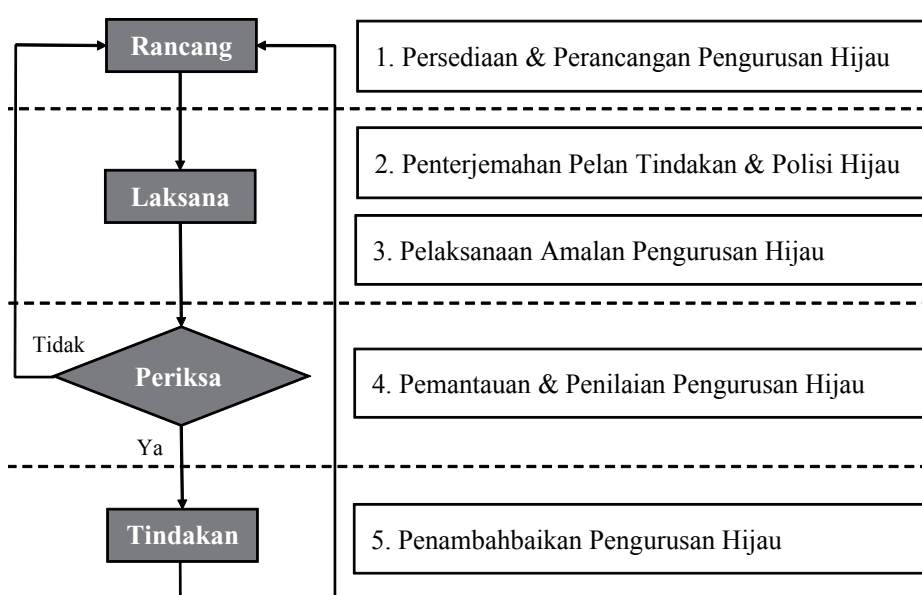 Rancang
1. Persediaan & Perancangan Pengurusan Hijau
2. Penterjemahan Pelan Tindakan & Polisi Hijau
Laksana
3. Pelaksanaan Amalan Pengurusan Hijau
Tidak
Periksa
4. Pemantauan & Penilaian Pengurusan Hijau
Ya
Tindakan
5. Penambahbaikan Pengurusan Hijau